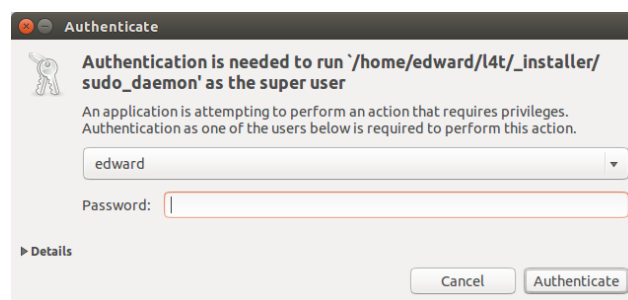 Authenticate
Authentication is needed to run `/home/edward/l4t/_installer/
sudo_daemon' as the super user
An application is attempting to perform an action that requires privileges.
Authentication as one of the users below is required to perform this action.
edward
Password:
Details
Cancel Authenticate